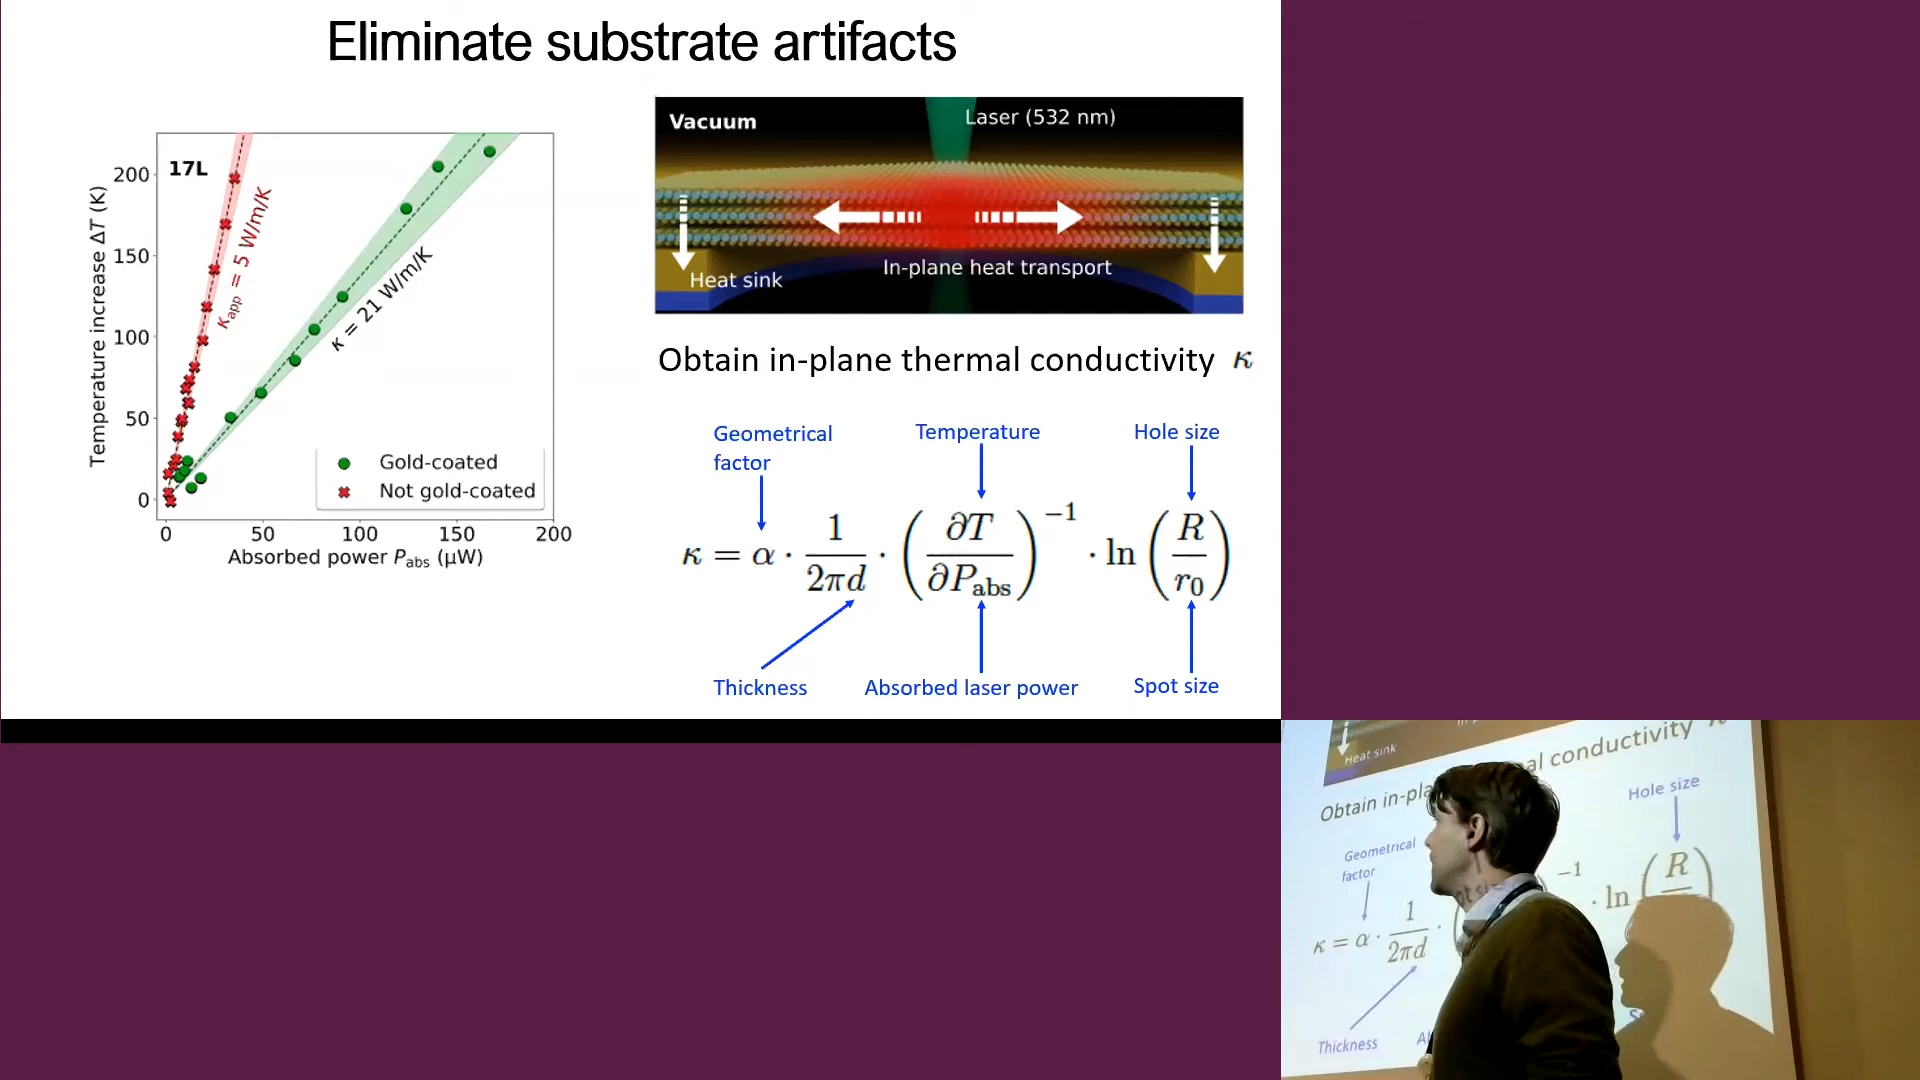 Eliminate substrate artifacts
17L
κapp = 5 W/m/K
κ = 21 W/m/K
Temperature increase ΔT (K)
200
150
100
50
0
Gold-coated
Not gold-coated
0 50 100 150 200
Absorbed power Pabs (µW)
Vacuum
Laser (532 nm)
Heat sink
In-plane heat transport
Obtain in-plane thermal conductivity κ
Geometrical factor
Temperature
Hole size
κ = α · 1/2πd · (∂T/∂Pabs)⁻¹ · ln (R/r₀)
Thickness
Absorbed laser power
Spot size
Heat sink
Obtain in-pla
al conductivity
Hole size
Geometrical
factor
κ = α · 1/2πd ·
−1
· ln (R
Thickness